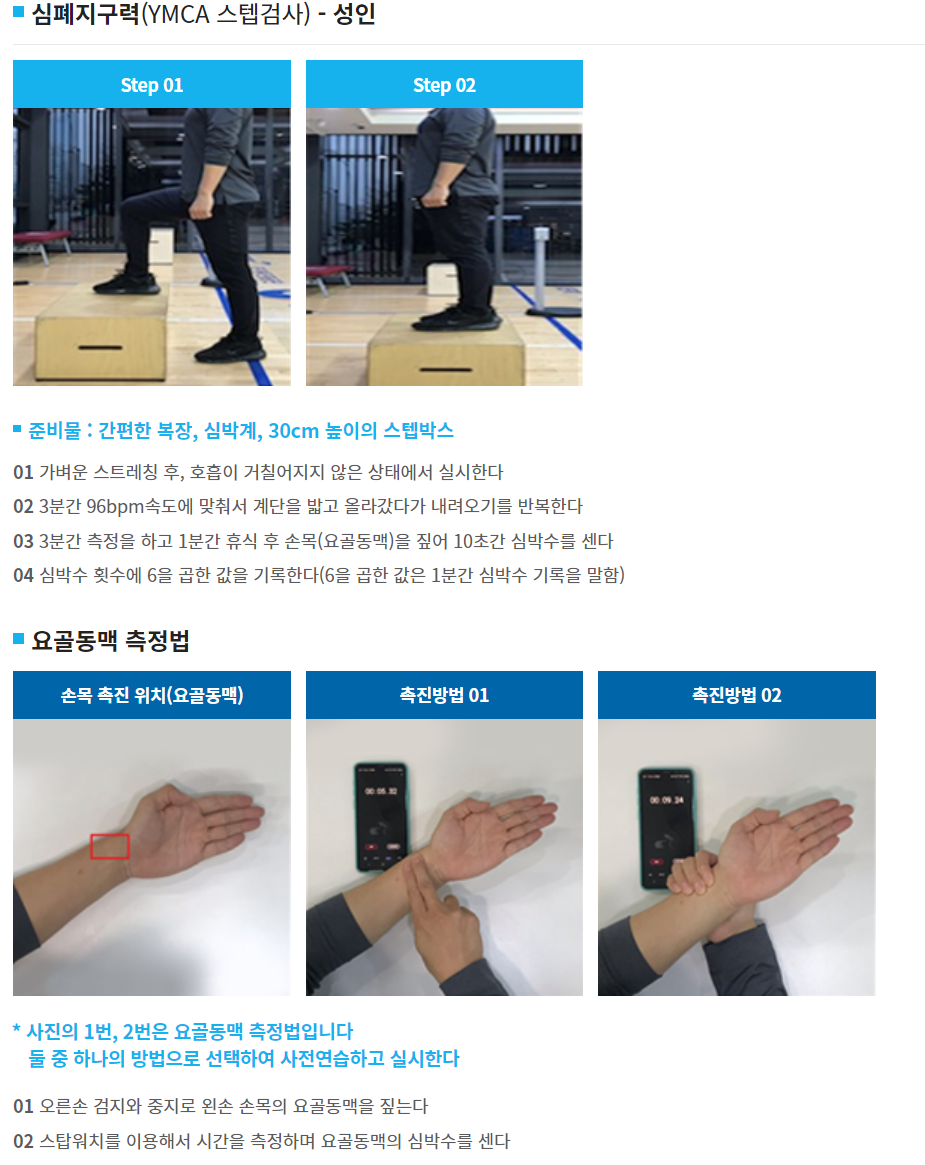 심폐지구력(YMCA 스텝검사) - 성인
Step 01
Step 02
준비물 : 간편한 복장, 심박계, 30cm 높이의 스텝박스
01 가벼운 스트레칭 후, 호흡이 거칠어지지 않은 상태에서 실시한다
02 3분간 96bpm속도에 맞춰서 계단을 밟고 올라갔다가 내려오기를 반복한다
03 3분간 측정을 하고 1분간 휴식 후 손목(요골동맥)을 짚어 10초간 심박수를 센다
04 심박수 횟수에 6을 곱한 값을 기록한다(6을 곱한 값은 1분간 심박수 기록을 말함)
요골동맥 측정법
손목 촉진 위치(요골동맥)
촉진방법 01
촉진방법 02
00:05.32
00:09.24
* 사진의 1번, 2번은 요골동맥 측정법입니다
둘 중 하나의 방법으로 선택하여 사전연습하고 실시한다
01 오른손 검지와 중지로 왼손 손목의 요골동맥을 짚는다
02 스탑워치를 이용해서 시간을 측정하며 요골동맥의 심박수를 센다